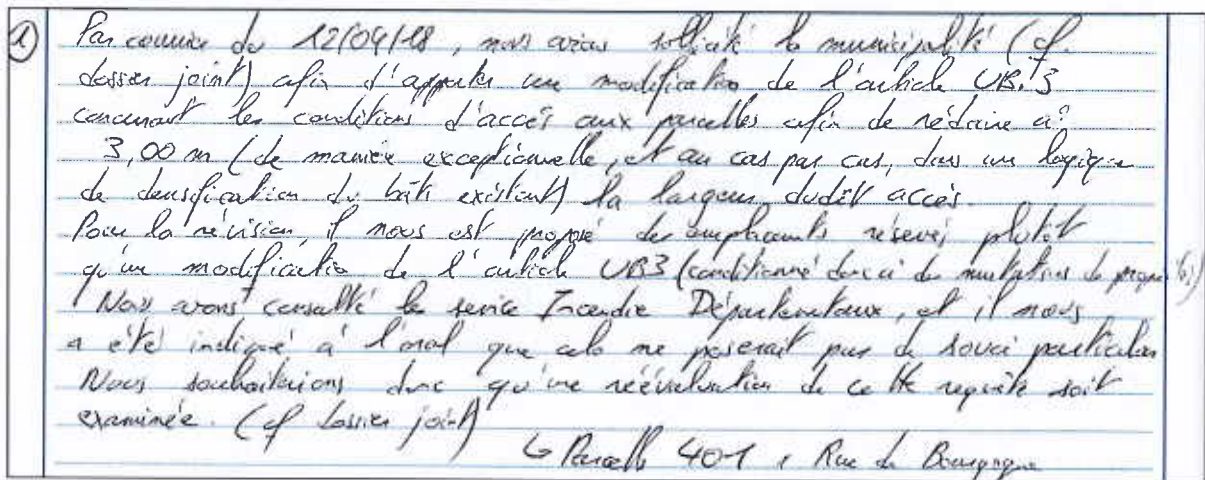 ① Par courrier du 12/04/18, nous avions sollicité la municipalité (cf.
dossier joint) afin d'apporter une modification de l'article UB.3
concernant les conditions d'accès aux parcelles afin de réduire à
3,00 m (de manière exceptionnelle, et au cas par cas, dans une logique
de densification du bâti existant) la largeur dudit accès.
Pour la révision, il nous est proposé des emplacements réservés plutôt
qu'une modification de l'article UB3 (conditionné donc à des mutations de propriétés)
Nous avons consulté le service Incendie Départementaux, et il nous
a été indiqué à l'oral que cela ne poserait pas de souci particulier
Nous souhaiterions donc qu'une réévaluation de cette requête soit
examinée. (cf dossier joint)
↳ Parcelle 401, Rue de Bourgogne